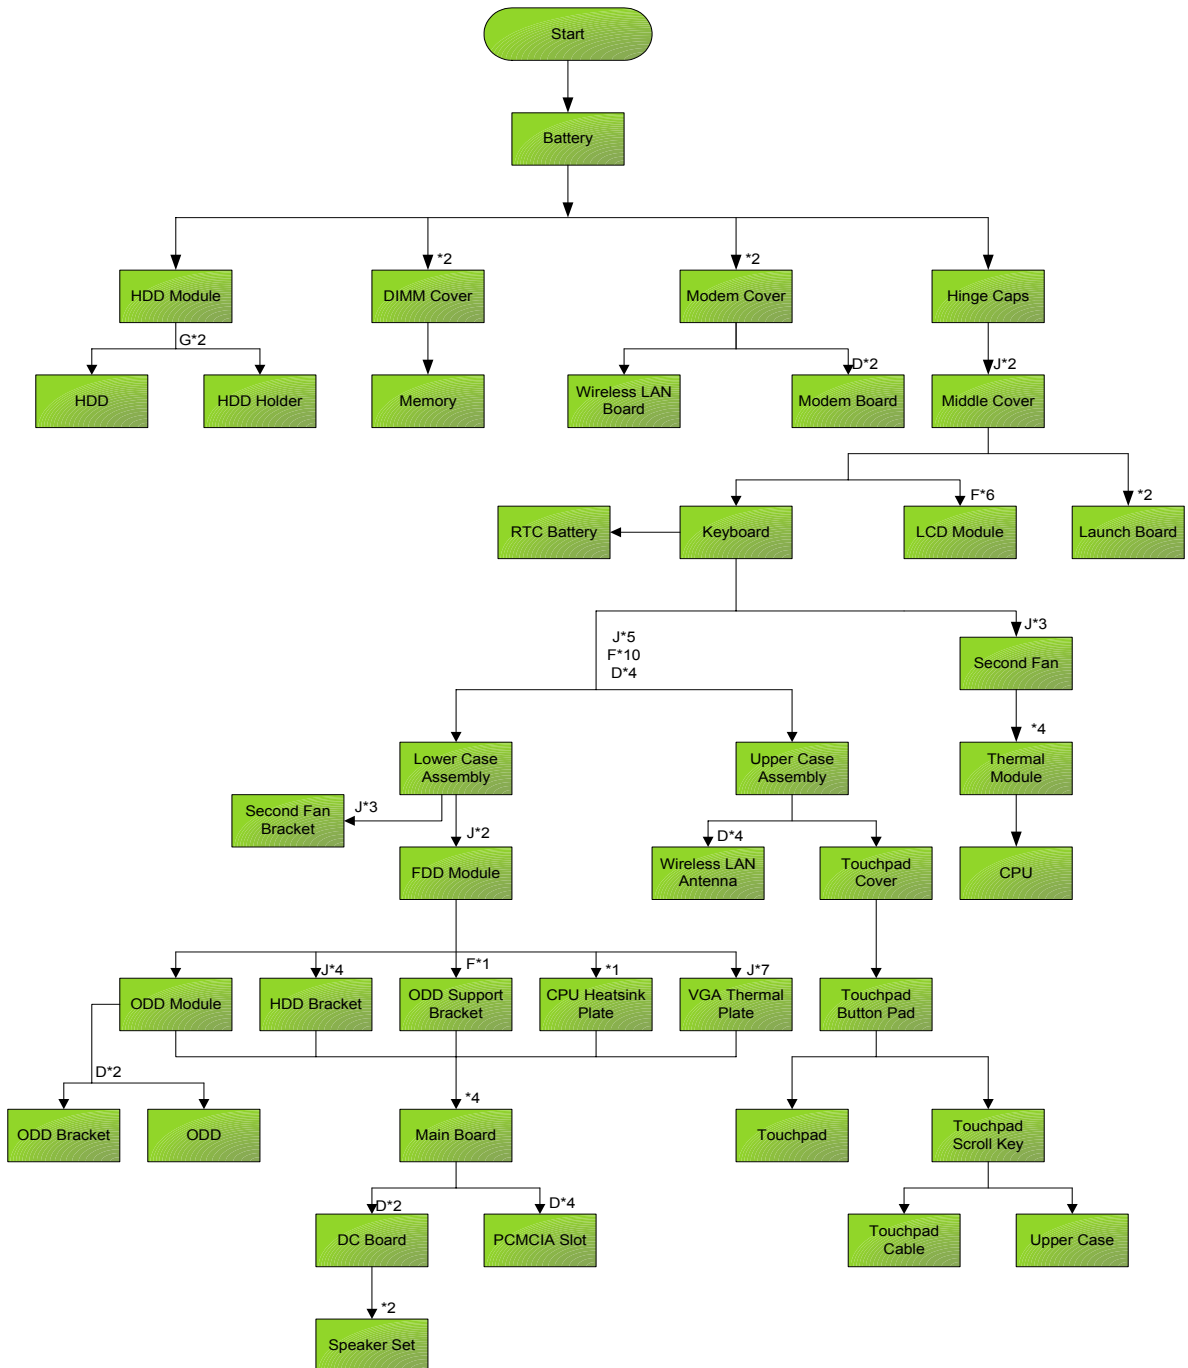 Start
Battery
*2
*2
HDD Module
DIMM Cover
Modem Cover
Hinge Caps
G*2
D*2
J*2
HDD
HDD Holder
Memory
Wireless LAN
Board
Modem Board
Middle Cover
F*6
*2
RTC Battery
Keyboard
LCD Module
Launch Board
J*5
F*10
D*4
J*3
Second Fan
*4
Lower Case
Assembly
Upper Case
Assembly
Thermal
Module
Second Fan
Bracket
J*3
J*2
D*4
FDD Module
Wireless LAN
Antenna
Touchpad
Cover
CPU
J*4
F*1
*1
J*7
ODD Module
HDD Bracket
ODD Support
Bracket
CPU Heatsink
Plate
VGA Thermal
Plate
Touchpad
Button Pad
D*2
*4
ODD Bracket
ODD
Main Board
Touchpad
Touchpad
Scroll Key
D*2
D*4
DC Board
PCMCIA Slot
Touchpad
Cable
Upper Case
*2
Speaker Set